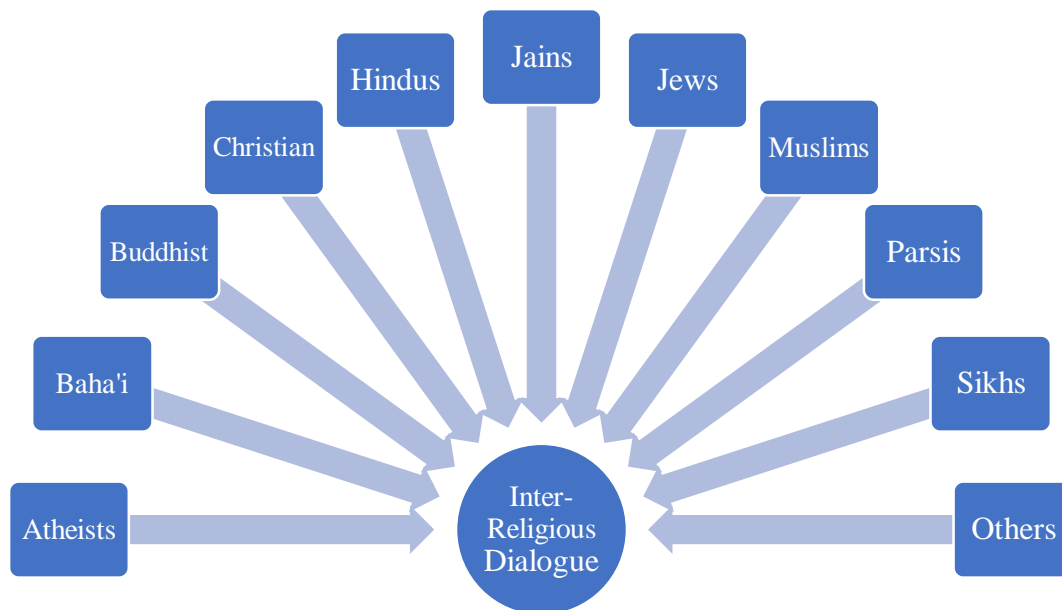 Atheists
Baha'i
Buddhist
Christian
Hindus
Jains
Jews
Muslims
Parsis
Sikhs
Others
Inter-
Religious
Dialogue